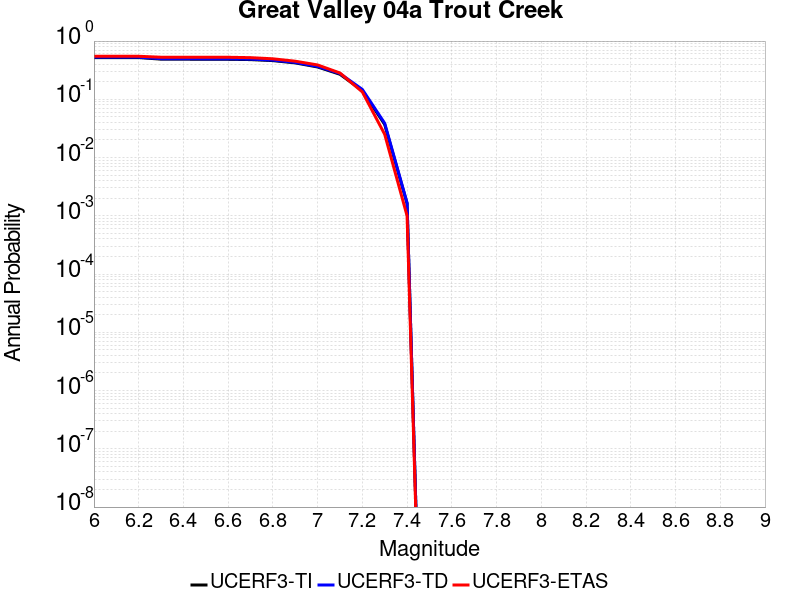 Great Valley 04a Trout Creek
10^0
10^-1
10^-2
10^-3
10^-4
10^-5
10^-6
10^-7
10^-8
Annual Probability
6 6.2 6.4 6.6 6.8 7 7.2 7.4 7.6 7.8 8 8.2 8.4 8.6 8.8 9
Magnitude
UCERF3-TI UCERF3-TD UCERF3-ETAS